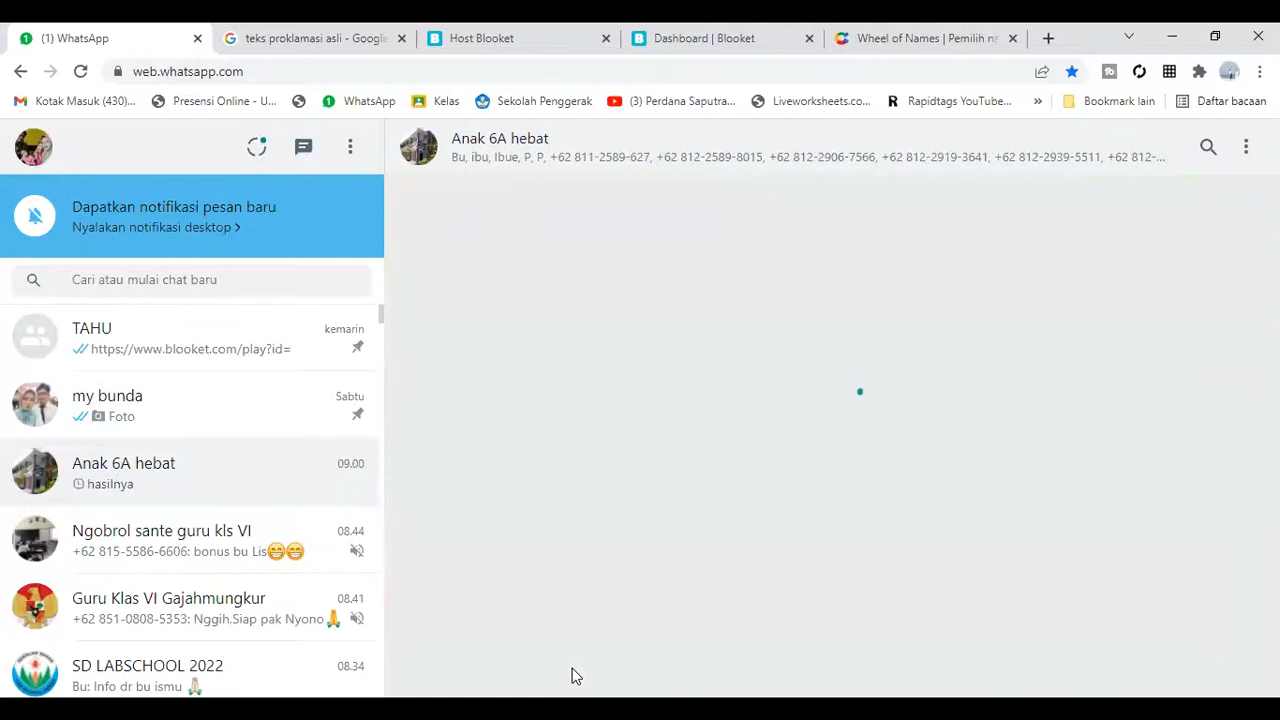 (1) WhatsApp
teks proklamasi asli - Google
Host Blooket
Dashboard | Blooket
Wheel of Names | Pemilih na
web.whatsapp.com
Kotak Masuk (430)...
Presensi Online - U...
WhatsApp
Kelas
Sekolah Penggerak
(3) Perdana Saputra...
Liveworksheets.co...
Rapidtags YouTube...
»
Bookmark lain
Daftar bacaan
Anak 6A hebat
Bu, ibu, Ibue, P, P, +62 811-2589-627, +62 812-2589-8015, +62 812-2906-7566, +62 812-2919-3641, +62 812-2939-5511, +62 812-...
Dapatkan notifikasi pesan baru
Nyalakan notifikasi desktop >
Cari atau mulai chat baru
TAHU
kemarin
https://www.blooket.com/play?id=
my bunda
Sabtu
Foto
Anak 6A hebat
09.00
hasilnya
Ngobrol sante guru kls VI
08.44
+62 815-5586-6606: bonus bu Lis😁😁
Guru Klas VI Gajahmungkur
08.41
+62 851-0808-5353: Nggih.Siap pak Nyono🙏
SD LABSCHOOL 2022
08.34
Bu: Info dr bu ismu 🙏🏻